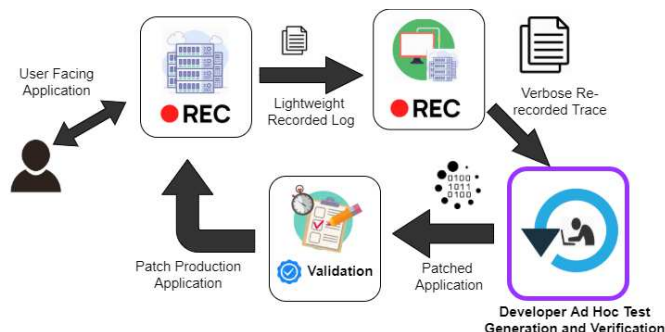 User Facing
Application
REC
Lightweight
Recorded Log
REC
Verbose Re-
recorded Trace
0100
1011
0100
Patch Production
Application
Validation
Patched
Application
Developer Ad Hoc Test
Generation and Verification